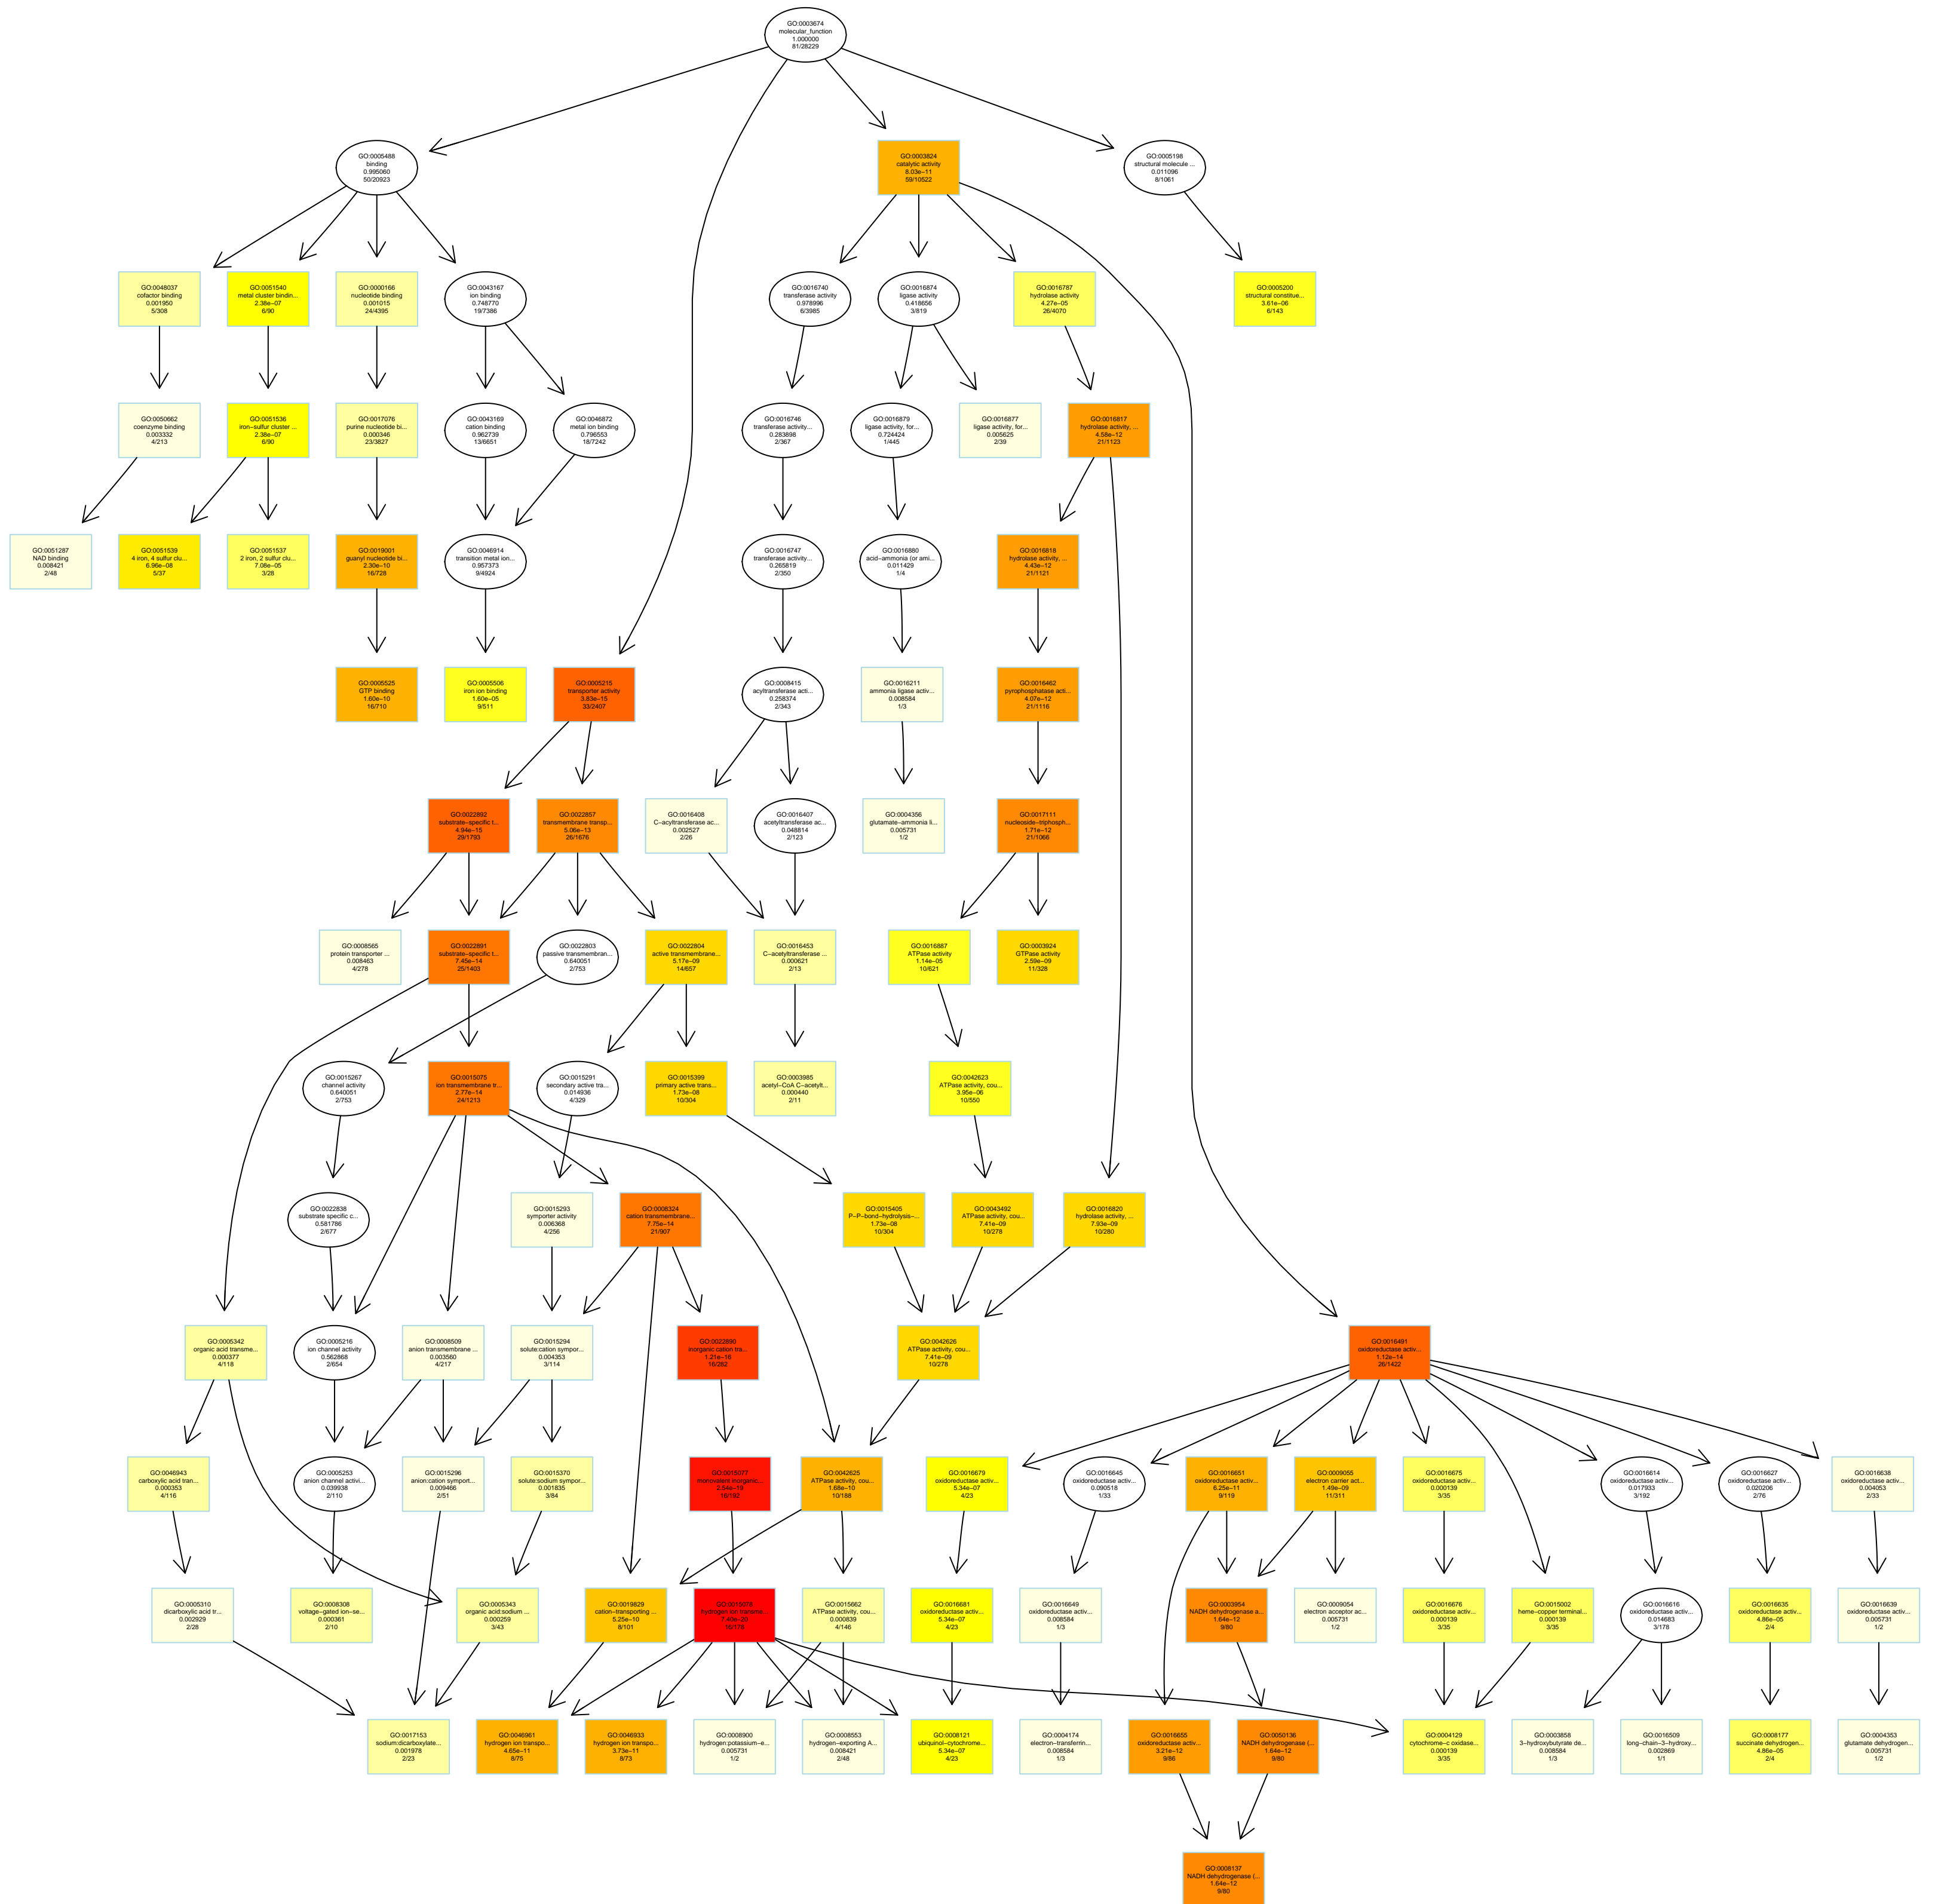 GO:0003674
molecular_function
1.000000
81/28229
GO:0005488
binding
0.995060
50/20923
GO:0003824
catalytic activity
8.03e−11
59/10522
GO:0005198
structural molecule ...
0.011096
8/1061
GO:0048037
cofactor binding
0.001950
5/308
GO:0051540
metal cluster bindin...
2.38e−07
6/90
GO:0000166
nucleotide binding
0.001015
24/4395
GO:0043167
ion binding
0.748770
19/7386
GO:0016740
transferase activity
0.978996
6/3985
GO:0016874
ligase activity
0.418656
3/819
GO:0016787
hydrolase activity
4.27e−05
26/4070
GO:0005200
structural constitue...
3.61e−06
6/143
GO:0050662
coenzyme binding
0.003332
4/213
GO:0051536
iron−sulfur cluster ...
2.38e−07
6/90
GO:0017076
purine nucleotide bi...
0.000346
23/3827
GO:0043169
cation binding
0.962739
13/6651
GO:0046872
metal ion binding
0.796553
18/7242
GO:0016746
transferase activity...
0.283898
2/367
GO:0016879
ligase activity, for...
0.724424
1/445
GO:0016877
ligase activity, for...
0.005625
2/39
GO:0016817
hydrolase activity, ...
4.58e−12
21/1123
GO:0051287
NAD binding
0.008421
2/48
GO:0051539
4 iron, 4 sulfur clu...
6.96e−08
5/37
GO:0051537
2 iron, 2 sulfur clu...
7.08e−05
3/28
GO:0019001
guanyl nucleotide bi...
2.30e−10
16/728
GO:0046914
transition metal ion...
0.957373
9/4924
GO:0016747
transferase activity...
0.265819
2/350
GO:0016880
acid−ammonia (or ami...
0.011429
1/4
GO:0016818
hydrolase activity, ...
4.43e−12
21/1121
GO:0005525
GTP binding
1.60e−10
16/710
GO:0005506
iron ion binding
1.60e−05
9/511
GO:0005215
transporter activity
3.83e−15
33/2407
GO:0008415
acyltransferase acti...
0.258374
2/343
GO:0016211
ammonia ligase activ...
0.008584
1/3
GO:0016462
pyrophosphatase acti...
4.07e−12
21/1116
GO:0022892
substrate−specific t...
4.94e−15
29/1793
GO:0022857
transmembrane transp...
5.06e−13
26/1676
GO:0016408
C−acyltransferase ac...
0.002527
2/26
GO:0016407
acetyltransferase ac...
0.048814
2/123
GO:0004356
glutamate−ammonia li...
0.005731
1/2
GO:0017111
nucleoside−triphosph...
1.71e−12
21/1066
GO:0008565
protein transporter ...
0.008463
4/278
GO:0022891
substrate−specific t...
7.45e−14
25/1403
GO:0022803
passive transmembran...
0.640051
2/753
GO:0022804
active transmembrane...
5.17e−09
14/657
GO:0016453
C−acetyltransferase ...
0.000621
2/13
GO:0016887
ATPase activity
1.14e−05
10/621
GO:0003924
GTPase activity
2.59e−09
11/328
GO:0015267
channel activity
0.640051
2/753
GO:0015075
ion transmembrane tr...
2.77e−14
24/1213
GO:0015291
secondary active tra...
0.014936
4/329
GO:0015399
primary active trans...
1.73e−08
10/304
GO:0003985
acetyl−CoA C−acetylt...
0.000440
2/11
GO:0042623
ATPase activity, cou...
3.95e−06
10/550
GO:0022838
substrate specific c...
0.581786
2/677
GO:0015293
symporter activity
0.006368
4/256
GO:0008324
cation transmembrane...
7.75e−14
21/907
GO:0015405
P−P−bond−hydrolysis−...
1.73e−08
10/304
GO:0043492
ATPase activity, cou...
7.41e−09
10/278
GO:0016820
hydrolase activity, ...
7.93e−09
10/280
GO:0005342
organic acid transme...
0.000377
4/118
GO:0005216
ion channel activity
0.562868
2/654
GO:0008509
anion transmembrane ...
0.003560
4/217
GO:0015294
solute:cation sympor...
0.004353
3/114
GO:0022890
inorganic cation tra...
1.21e−16
16/282
GO:0042626
ATPase activity, cou...
7.41e−09
10/278
GO:0016491
oxidoreductase activ...
1.12e−14
26/1422
GO:0046943
carboxylic acid tran...
0.000353
4/116
GO:0005253
anion channel activi...
0.039938
2/110
GO:0015296
anion:cation symport...
0.009466
2/51
GO:0015370
solute:sodium sympor...
0.001835
3/84
GO:0015077
monovalent inorganic...
2.54e−19
16/192
GO:0042625
ATPase activity, cou...
1.68e−10
10/188
GO:0016679
oxidoreductase activ...
5.34e−07
4/23
GO:0016645
oxidoreductase activ...
0.090518
1/33
GO:0016651
oxidoreductase activ...
6.25e−11
9/119
GO:0009055
electron carrier act...
1.49e−09
11/311
GO:0016675
oxidoreductase activ...
0.000139
3/35
GO:0016614
oxidoreductase activ...
0.017933
3/192
GO:0016627
oxidoreductase activ...
0.020206
2/76
GO:0016638
oxidoreductase activ...
0.004053
2/33
GO:0005310
dicarboxylic acid tr...
0.002929
2/28
GO:0008308
voltage−gated ion−se...
0.000361
2/10
GO:0005343
organic acid:sodium ...
0.000259
3/43
GO:0019829
cation−transporting ...
5.25e−10
8/101
GO:0015078
hydrogen ion transme...
7.40e−20
16/178
GO:0015662
ATPase activity, cou...
0.000839
4/146
GO:0016681
oxidoreductase activ...
5.34e−07
4/23
GO:0016649
oxidoreductase activ...
0.008584
1/3
GO:0003954
NADH dehydrogenase a...
1.64e−12
9/80
GO:0009054
electron acceptor ac...
0.005731
1/2
GO:0016676
oxidoreductase activ...
0.000139
3/35
GO:0015002
heme−copper terminal...
0.000139
3/35
GO:0016616
oxidoreductase activ...
0.014683
3/178
GO:0016635
oxidoreductase activ...
4.86e−05
2/4
GO:0016639
oxidoreductase activ...
0.005731
1/2
GO:0017153
sodium:dicarboxylate...
0.001978
2/23
GO:0046961
hydrogen ion transpo...
4.65e−11
8/75
GO:0046933
hydrogen ion transpo...
3.73e−11
8/73
GO:0008900
hydrogen:potassium−e...
0.005731
1/2
GO:0008553
hydrogen−exporting A...
0.008421
2/48
GO:0008121
ubiquinol−cytochrome...
5.34e−07
4/23
GO:0004174
electron−transferrin...
0.008584
1/3
GO:0016655
oxidoreductase activ...
3.21e−12
9/86
GO:0050136
NADH dehydrogenase (...
1.64e−12
9/80
GO:0004129
cytochrome−c oxidase...
0.000139
3/35
GO:0003858
3−hydroxybutyrate de...
0.008584
1/3
GO:0016509
long−chain−3−hydroxy...
0.002869
1/1
GO:0008177
succinate dehydrogen...
4.86e−05
2/4
GO:0004353
glutamate dehydrogen...
0.005731
1/2
GO:0008137
NADH dehydrogenase (...
1.64e−12
9/80